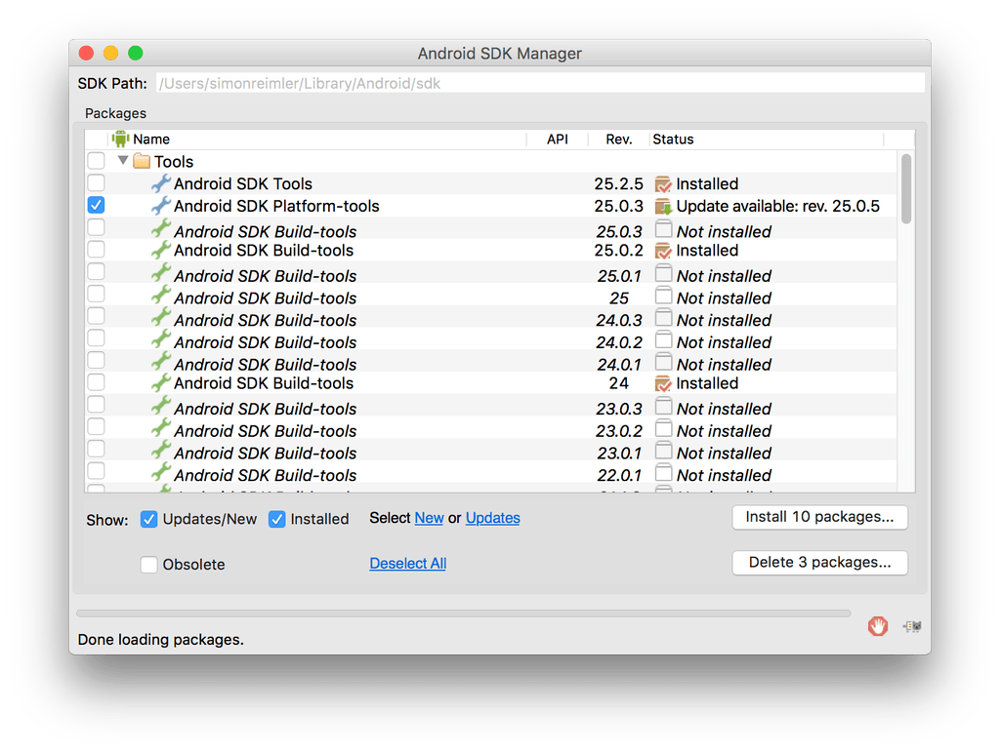 Android SDK Manager
SDK Path: /Users/simonreimler/Library/Android/sdk
Packages
Name API Rev. Status
Tools
Android SDK Tools 25.2.5 Installed
Android SDK Platform-tools 25.0.3 Update available: rev. 25.0.5
Android SDK Build-tools 25.0.3 Not installed
Android SDK Build-tools 25.0.2 Installed
Android SDK Build-tools 25.0.1 Not installed
Android SDK Build-tools 25 Not installed
Android SDK Build-tools 24.0.3 Not installed
Android SDK Build-tools 24.0.2 Not installed
Android SDK Build-tools 24.0.1 Not installed
Android SDK Build-tools 24 Installed
Android SDK Build-tools 23.0.3 Not installed
Android SDK Build-tools 23.0.2 Not installed
Android SDK Build-tools 23.0.1 Not installed
Android SDK Build-tools 22.0.1 Not installed
Show: Updates/New Installed Select New or Updates Install 10 packages...
Obsolete Deselect All Delete 3 packages...
Done loading packages.